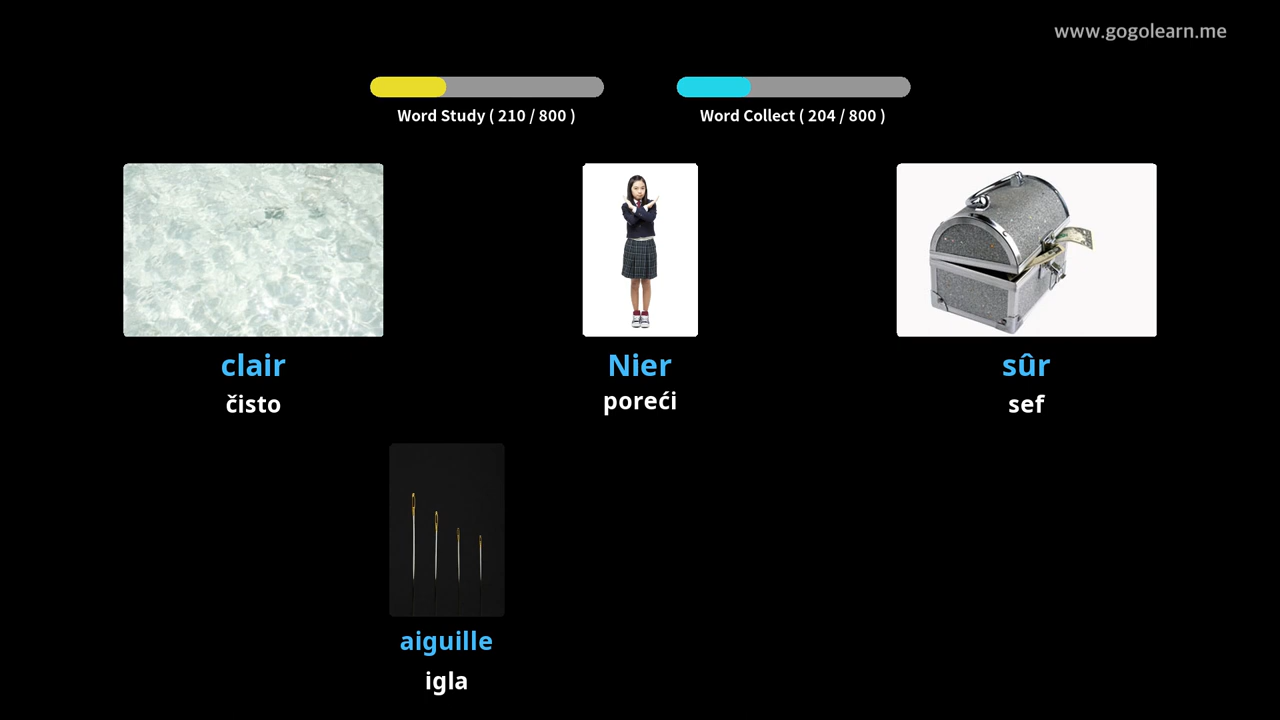 www.gogolearn.me
Word Study ( 210 / 800 )
Word Collect ( 204 / 800 )
clair
čisto
Nier
poreći
sûr
sef
aiguille
igla